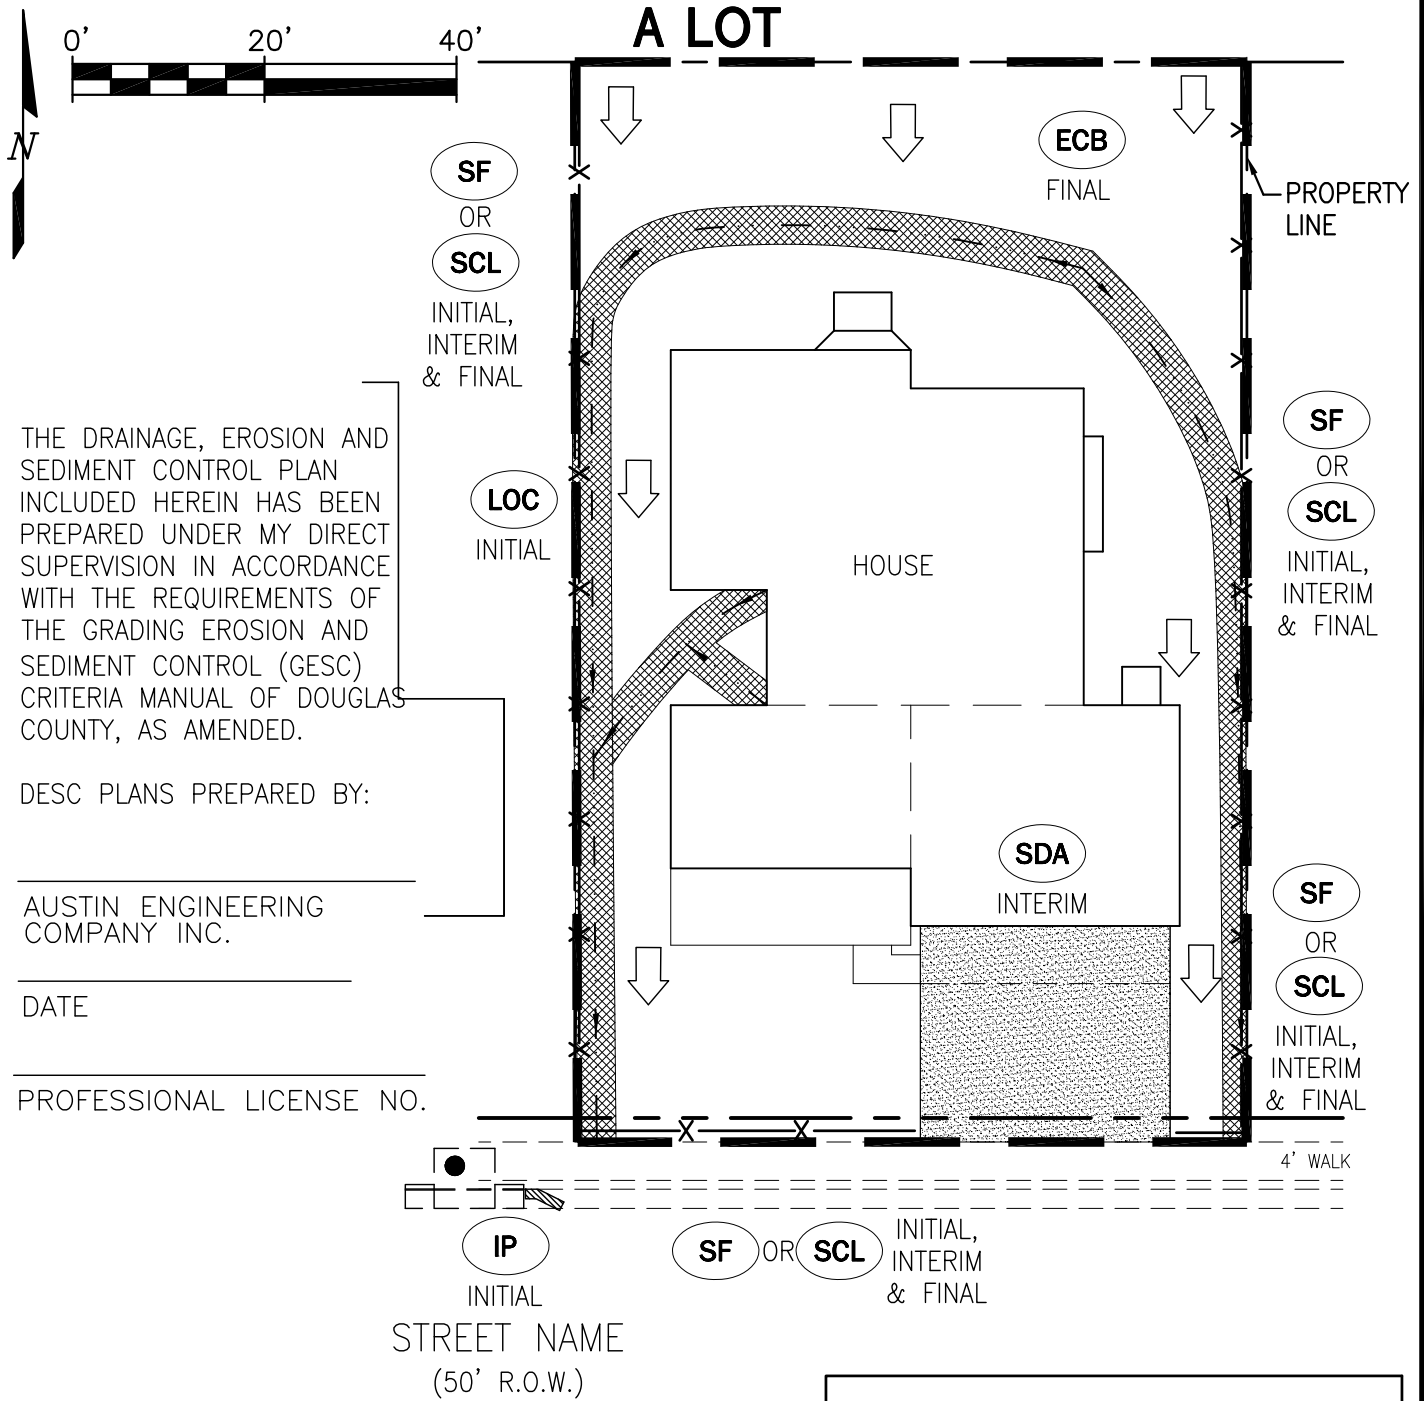 A LOT
0' 20' 40'
N
SF
OR
SCL
INITIAL,
INTERIM
& FINAL
ECB
FINAL
PROPERTY
LINE
THE DRAINAGE, EROSION AND
SEDIMENT CONTROL PLAN
INCLUDED HEREIN HAS BEEN
PREPARED UNDER MY DIRECT
SUPERVISION IN ACCORDANCE
WITH THE REQUIREMENTS OF
THE GRADING EROSION AND
SEDIMENT CONTROL (GESC)
CRITERIA MANUAL OF DOUGLAS
COUNTY, AS AMENDED.
DESC PLANS PREPARED BY:
AUSTIN ENGINEERING
COMPANY INC.
DATE
PROFESSIONAL LICENSE NO.
LOC
INITIAL
HOUSE
SF
OR
SCL
INITIAL,
INTERIM
& FINAL
SDA
INTERIM
SF
OR
SCL
INITIAL,
INTERIM
& FINAL
4' WALK
IP
INITIAL
SF OR SCL
INITIAL,
INTERIM
& FINAL
STREET NAME
(50' R.O.W.)